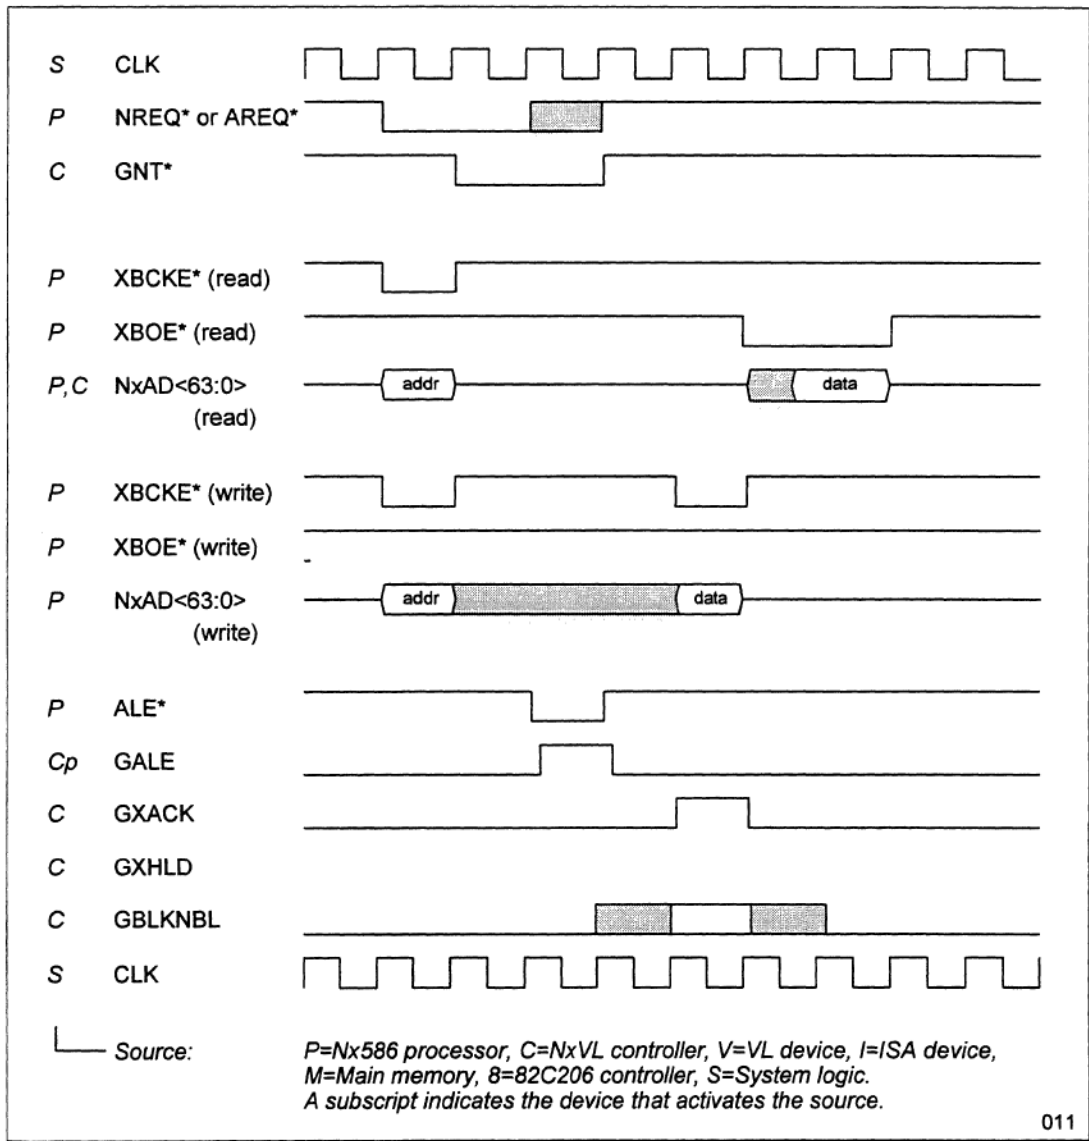 S CLK
P NREQ* or AREQ*
C GNT*
P XBCKE* (read)
P XBOE* (read)
P,C NxAD<63:0> addr data
(read)
P XBCKE* (write)
P XBOE* (write)
P NxAD<63:0> addr data
(write)
P ALE*
Cp GALE
C GXACK
C GXHLD
C GBLKNBL
S CLK
Source: P=Nx586 processor, C=NxVL controller, V=VL device, I=ISA device,
M=Main memory, 8=82C206 controller, S=System logic.
A subscript indicates the device that activates the source.
011